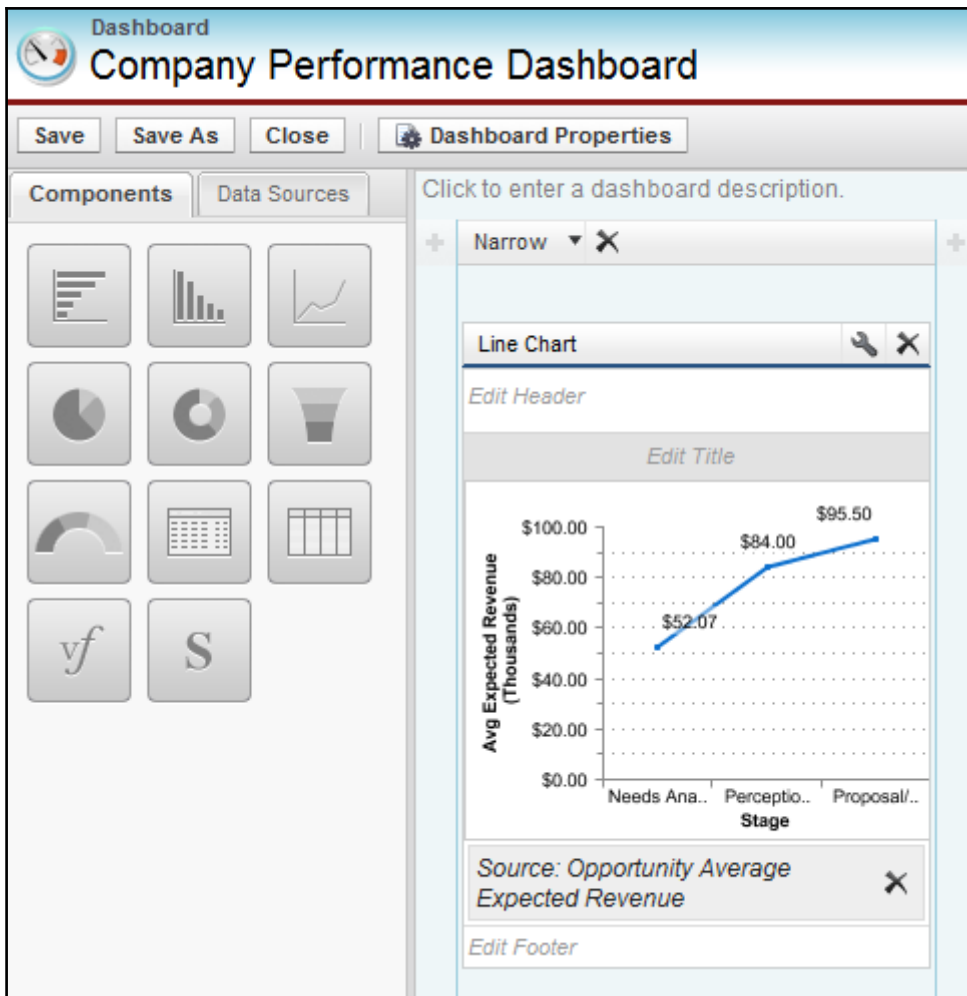 Dashboard
Company Performance Dashboard
Save Save As Close Dashboard Properties
Components Data Sources
Click to enter a dashboard description.
Narrow
Line Chart
Edit Header
Edit Title
Avg Expected Revenue
(Thousands)
$100.00
$80.00
$60.00
$40.00
$20.00
$0.00
$52.07
$84.00
$95.50
Needs Ana.. Perceptio.. Proposal/..
Stage
Source: Opportunity Average
Expected Revenue
Edit Footer
vf S